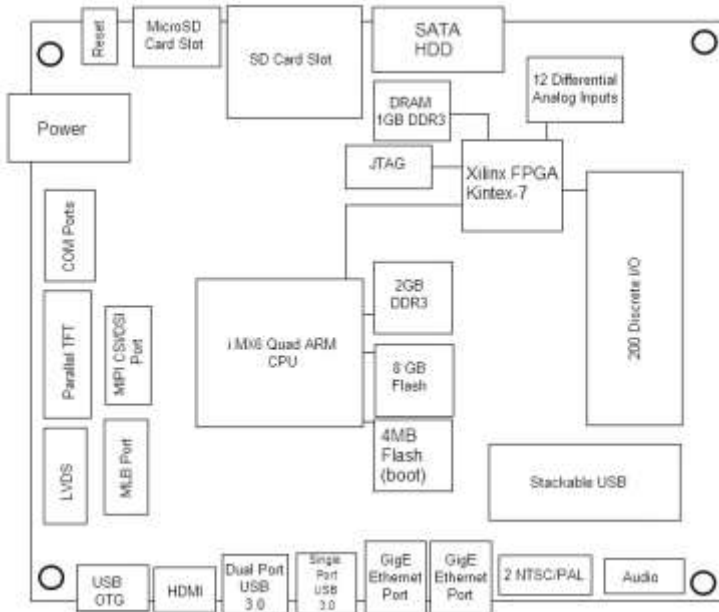 Reset
MicroSD
Card Slot
SD Card Slot
SATA
HDD
Power
DRAM
1GB DDR3
12 Differential
Analog Inputs
JTAG
Xilinx FPGA
Kintex-7
COM Ports
200 Discrete I/O
2GB
DDR3
i.MX6 Quad ARM
CPU
Parallel TFT
MIPI CSI/DSI
Port
8 GB
Flash
4MB
Flash
(boot)
LVDS
MLB Port
Stackable USB
USB
OTG
HDMI
Dual Port
USB
3.0
Single
Port
USB
3.0
GigE
Ethernet
Port
GigE
Ethernet
Port
2 NTSC/PAL
Audio